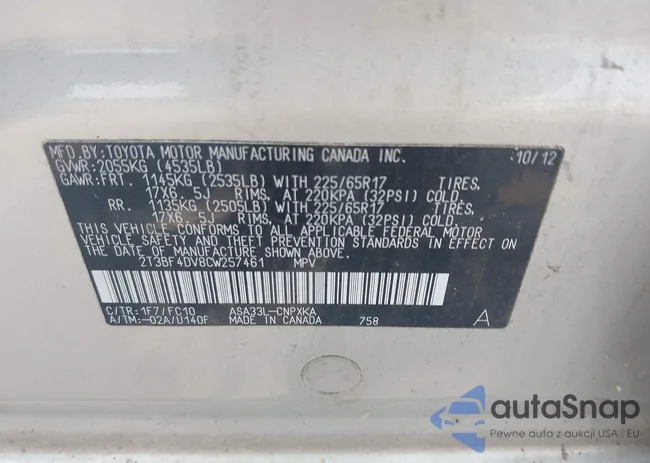 MFD.BY:TOYOTA MOTOR MANUFACTURING CANADA INC. 10/12
GVWR:2055KG (4535LB)
GAWR:FRT. 1145KG (2535LB) WITH 225/65R17 TIRES,
17X6.5J RIMS, AT 220KPA (32PSI) COLD.
RR. 1135KG (2505LB) WITH 225/65R17 TIRES,
17X6.5J RIMS, AT 220KPA (32PSI) COLD.
THIS VEHICLE CONFORMS TO ALL APPLICABLE FEDERAL MOTOR
VEHICLE SAFETY AND THEFT PREVENTION STANDARDS IN EFFECT
ON THE DATE OF MANUFACTURE SHOWN ABOVE.
2T3BF4DV8CW257461 MPV
C/TR:1F7/FC10 ASA33L-CNPXKA
A/TM:-02A/U140F MADE IN CANADA 758 A
autaSnap
Pewne auta z aukcji USA i EU